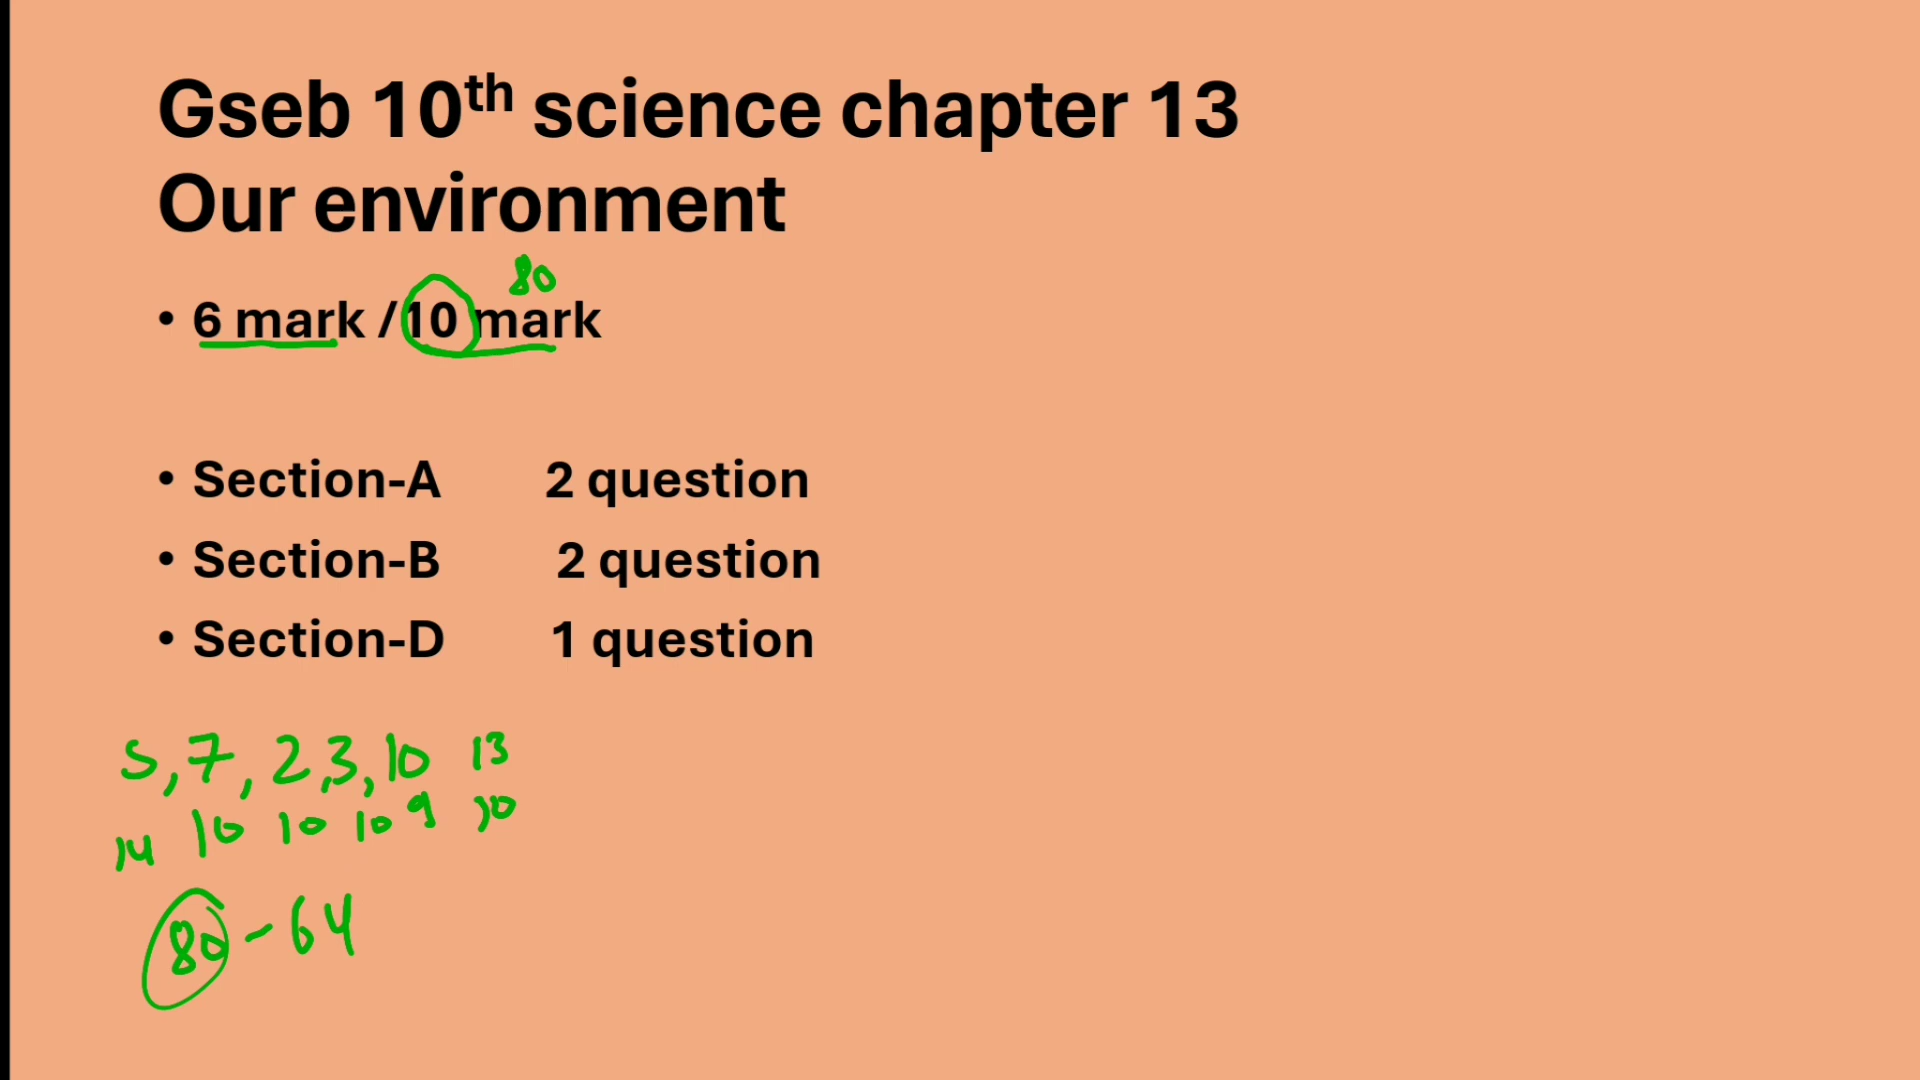 Gseb 10th science chapter 13
Our environment
80
• 6 mark /10 mark
• Section-A 2 question
• Section-B 2 question
• Section-D 1 question
5,7,2,3,10 13
14 10 10 10 9 10
80-64